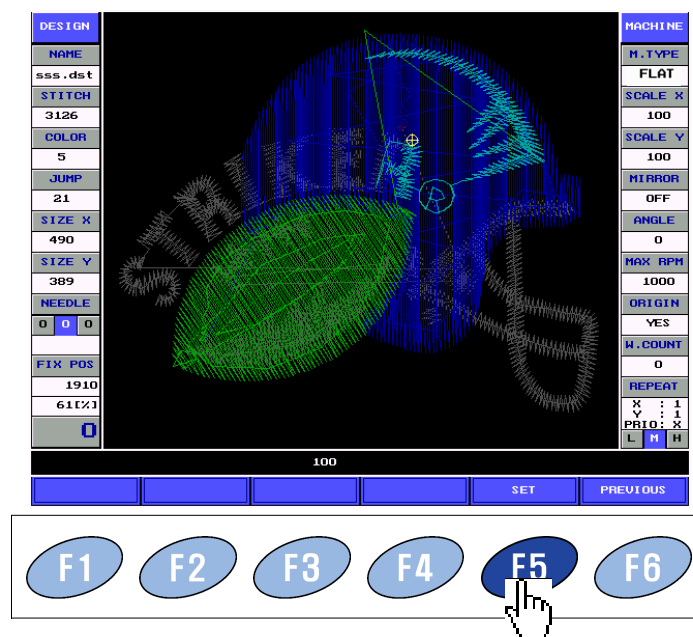 DESIGN
NAME
sss.dst
STITCH
3126
COLOR
5
JUMP
21
SIZE X
490
SIZE Y
389
NEEDLE
0 0 0
FIX POS
1910
61[%]
0
STRIKER
R
MACHINE
M.TYPE
FLAT
SCALE X
100
SCALE Y
100
MIRROR
OFF
ANGLE
0
MAX RPM
1000
ORIGIN
YES
W.COUNT
0
REPEAT
X : 1
Y : 1
PRIO: X
L M H
100
SET PREVIOUS
F1 F2 F3 F4 F5 F6